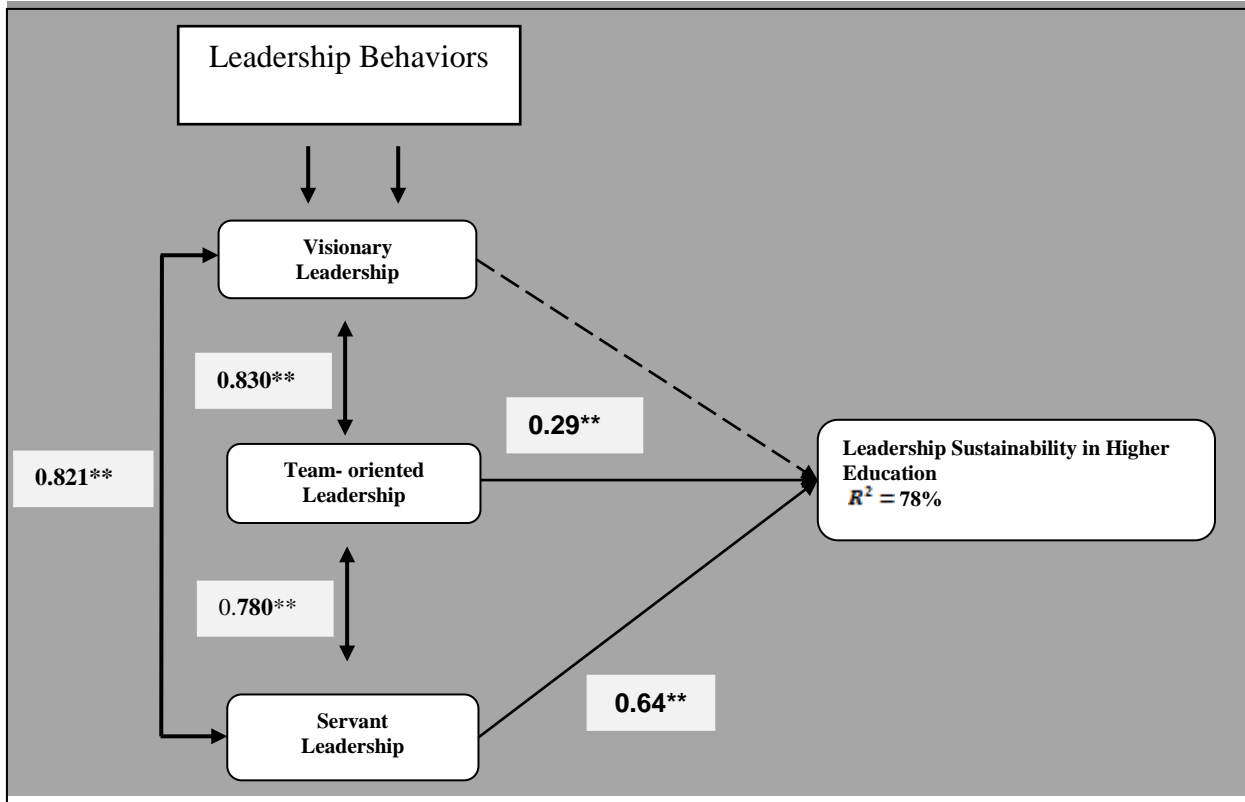 Leadership Behaviors
Visionary
Leadership
0.830**
0.29**
Team- oriented
Leadership
0.821**
Leadership Sustainability in Higher
Education
R² = 78%
0.780**
0.64**
Servant
Leadership